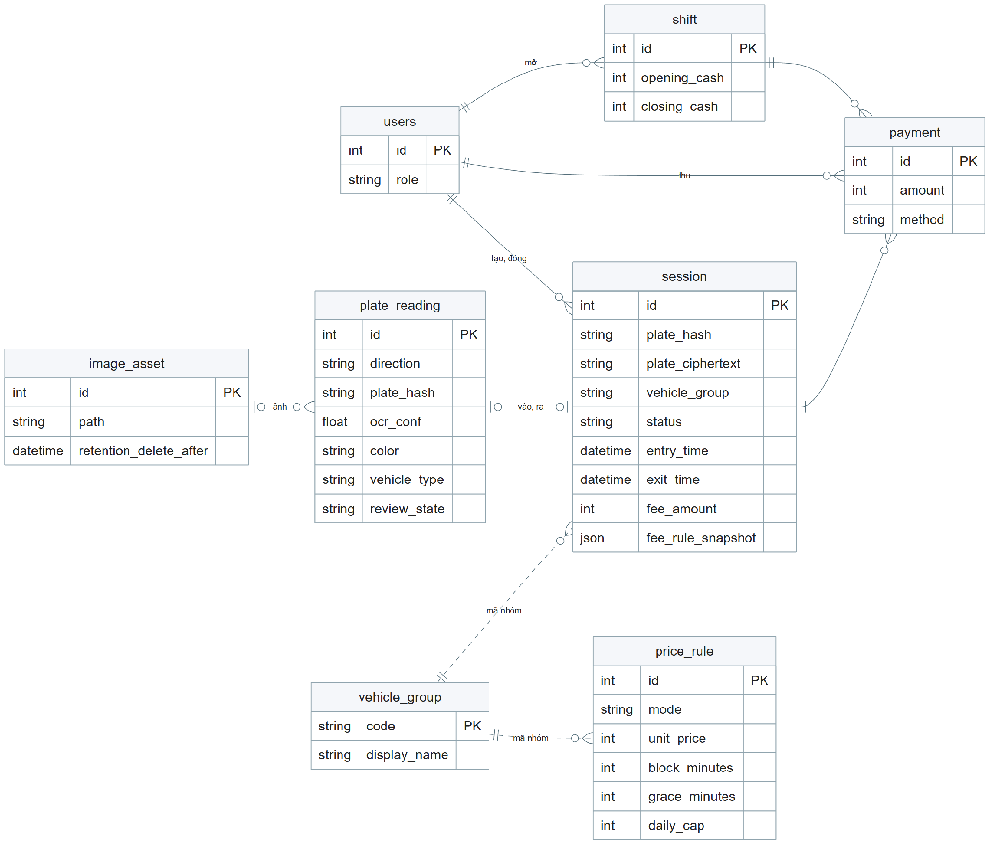 shift
int id PK
int opening_cash
int closing_cash
mở
users
int id PK
string role
payment
int id PK
int amount
string method
thu
tạo, đóng
session
int id PK
string plate_hash
string plate_ciphertext
string vehicle_group
string status
datetime entry_time
datetime exit_time
int fee_amount
json fee_rule_snapshot
plate_reading
int id PK
string direction
string plate_hash
float ocr_conf
string color
string vehicle_type
string review_state
image_asset
int id PK
string path
datetime retention_delete_after
ảnh
vào, ra
mã nhóm
price_rule
int id PK
string mode
int unit_price
int block_minutes
int grace_minutes
int daily_cap
vehicle_group
string code PK
string display_name
mã nhóm